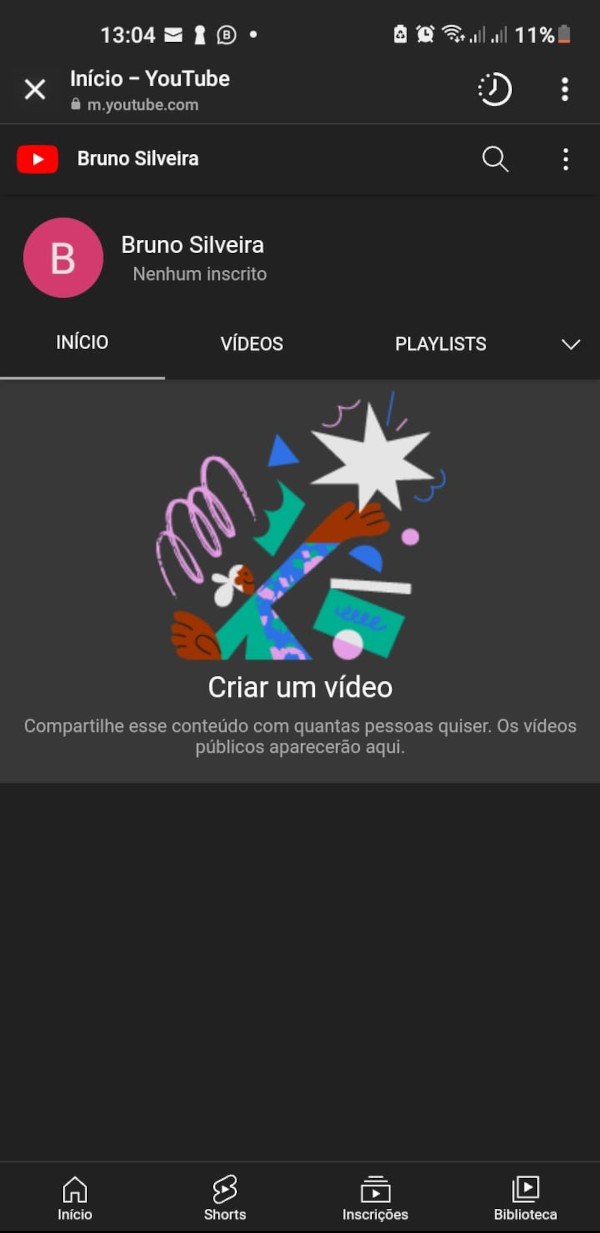 13:04
11%
Início – YouTube
m.youtube.com
Bruno Silveira
B
Bruno Silveira
Nenhum inscrito
INÍCIO VÍDEOS PLAYLISTS
Criar um vídeo
Compartilhe esse conteúdo com quantas pessoas quiser. Os vídeos
públicos aparecerão aqui.
Início Shorts Inscrições Biblioteca